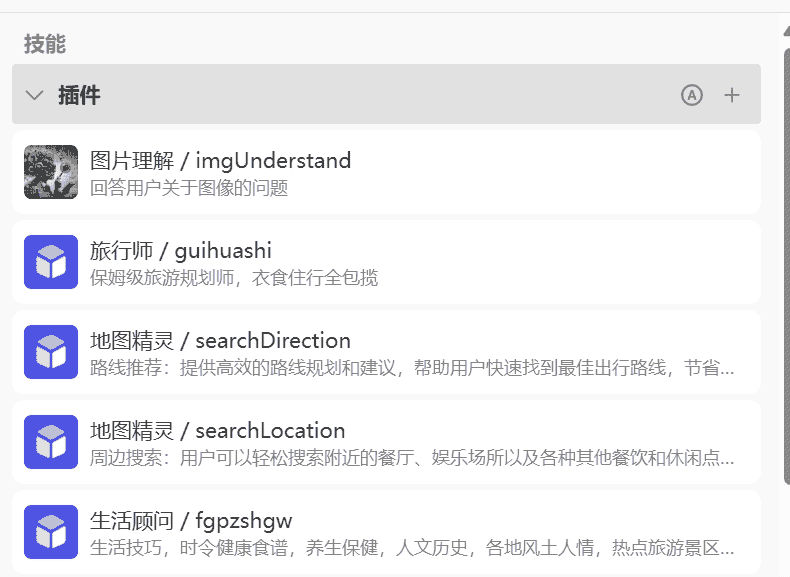 技能
插件
图片理解 / imgUnderstand
回答用户关于图像的问题
旅行师 / guihuashi
保姆级旅游规划师，衣食住行全包揽
地图精灵 / searchDirection
路线推荐：提供高效的路线规划和建议，帮助用户快速找到最佳出行路线，节省...
地图精灵 / searchLocation
周边搜索：用户可以轻松搜索附近的餐厅、娱乐场所以及各种其他餐饮和休闲点...
生活顾问 / fgpzshgw
生活技巧，时令健康食谱，养生保健，人文历史，各地风土人情，热点旅游景区...